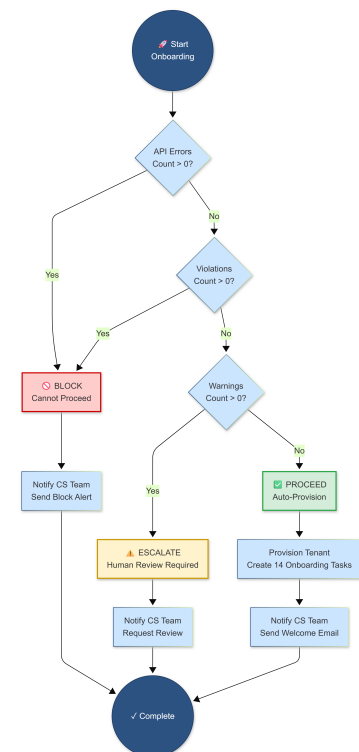 🚀 Start
Onboarding
API Errors
Count > 0?
No
Violations
Count > 0?
Yes
Yes
No
Warnings
Count > 0?
🚫 BLOCK
Cannot Proceed
No
Notify CS Team
Send Block Alert
Yes
✅ PROCEED
Auto-Provision
⚠️ ESCALATE
Human Review Required
Provision Tenant
Create 14 Onboarding Tasks
Notify CS Team
Request Review
Notify CS Team
Send Welcome Email
✓ Complete